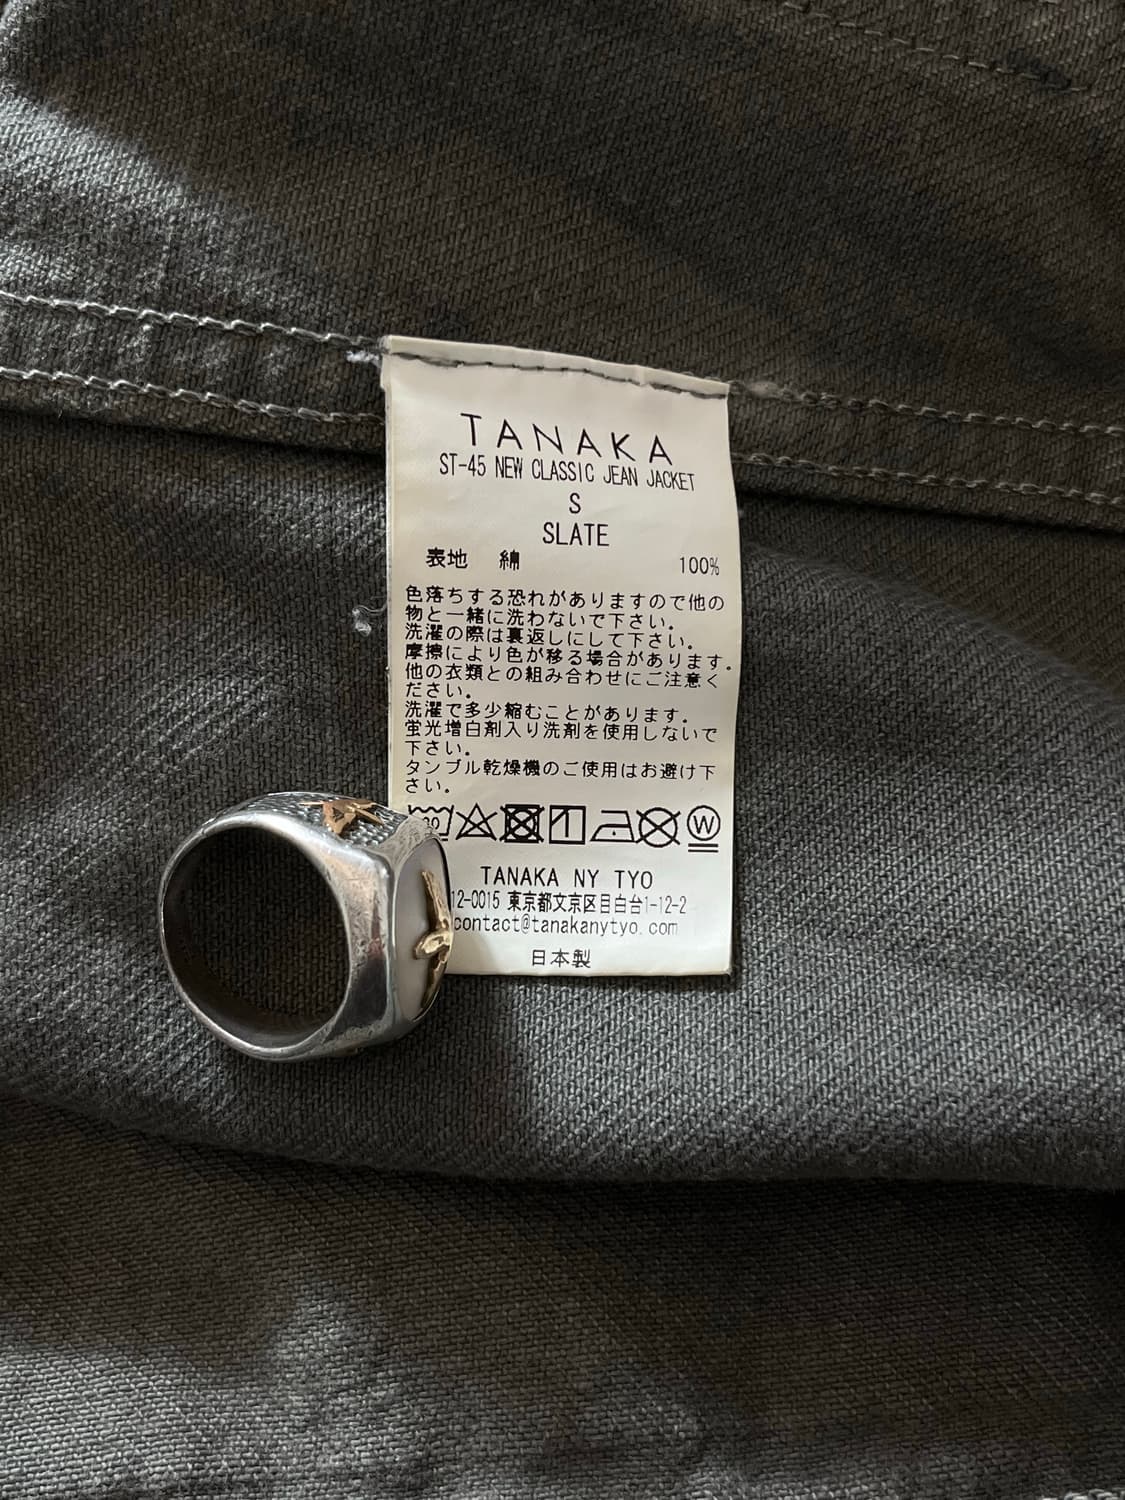 TANAKA
ST-45 NEW CLASSIC JEAN JACKET
S
SLATE
表地 綿 100%
色落ちする恐れがありますので他の
物と一緒に洗わないで下さい。
洗濯の際は裏返しにして下さい。
摩擦により色が移る場合があります。
他の衣類との組み合わせにご注意く
ださい。
洗濯で多少縮むことがあります。
蛍光増白剤入り洗剤を使用しないで
下さい。
タンブル乾燥機のご使用はお避け下
さい。
W
TANAKA NY TYO
12-0015 東京都文京区目白台1-12-2
contact@tanakanytyo.com
日本製